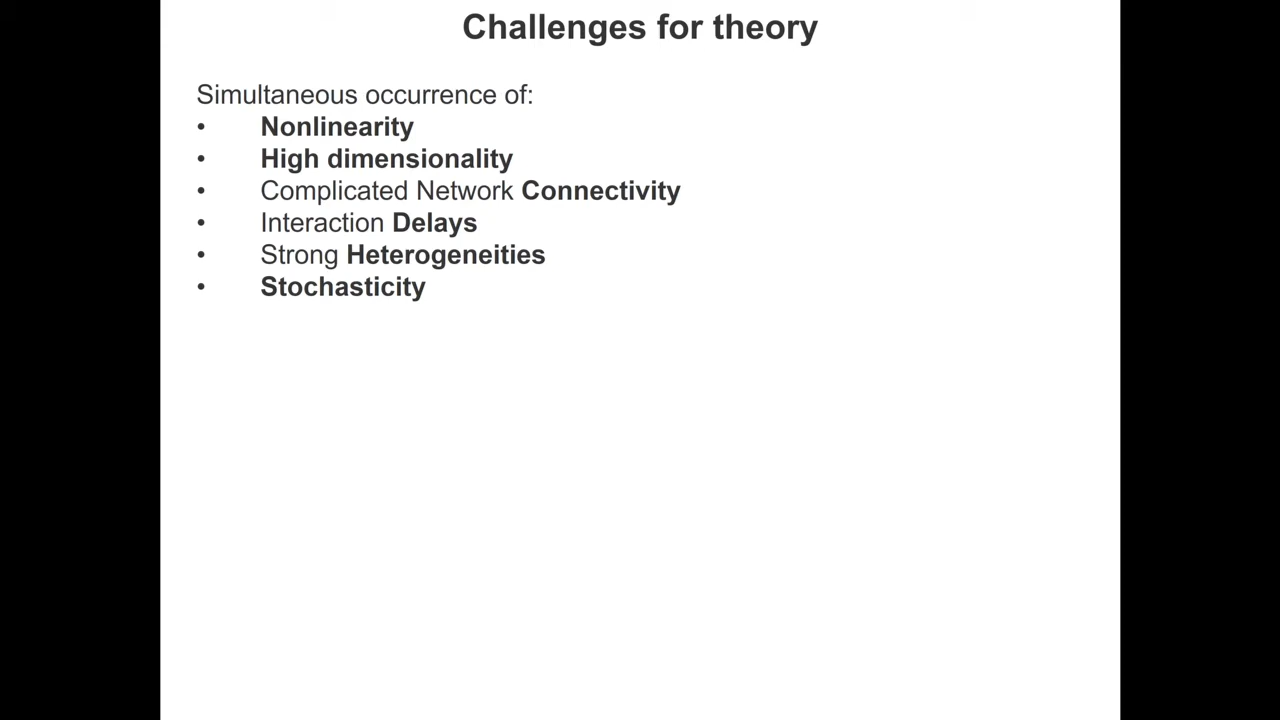 Challenges for theory
Simultaneous occurrence of:
• Nonlinearity
• High dimensionality
• Complicated Network Connectivity
• Interaction Delays
• Strong Heterogeneities
• Stochasticity